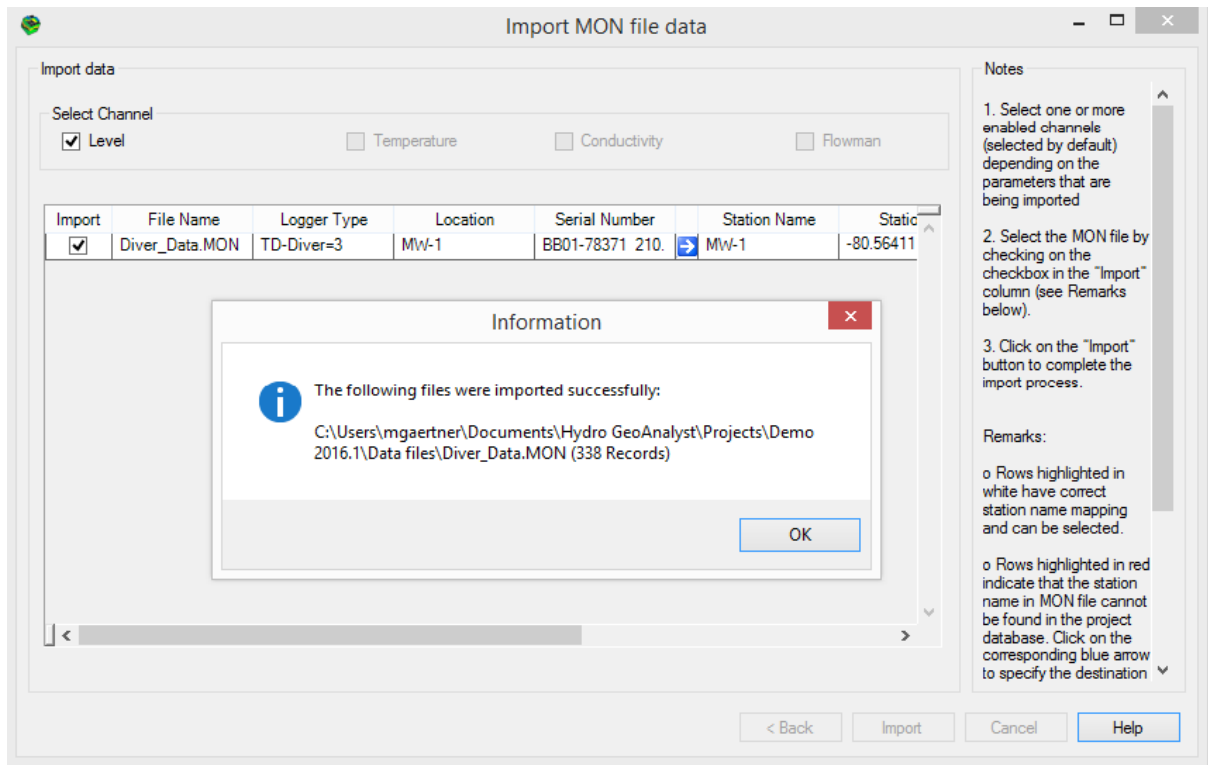 Import MON file data
Import data
Select Channel
Level
Temperature
Conductivity
Flowman
Import File Name Logger Type Location Serial Number Station Name Static
Diver_Data.MON TD-Diver=3 MW-1 BB01-78371 210. MW-1 -80.56411
Information
The following files were imported successfully:
C:\Users\mgaertner\Documents\Hydro GeoAnalyst\Projects\Demo
2016.1\Data files\Diver_Data.MON (338 Records)
OK
Notes
1. Select one or more
enabled channels
(selected by default)
depending on the
parameters that are
being imported
2. Select the MON file by
checking on the
checkbox in the "Import"
column (see Remarks
below).
3. Click on the "Import"
button to complete the
import process.
Remarks:
o Rows highlighted in
white have correct
station name mapping
and can be selected.
o Rows highlighted in red
indicate that the station
name in MON file cannot
be found in the project
database. Click on the
corresponding blue arrow
to specify the destination
< Back
Import
Cancel
Help